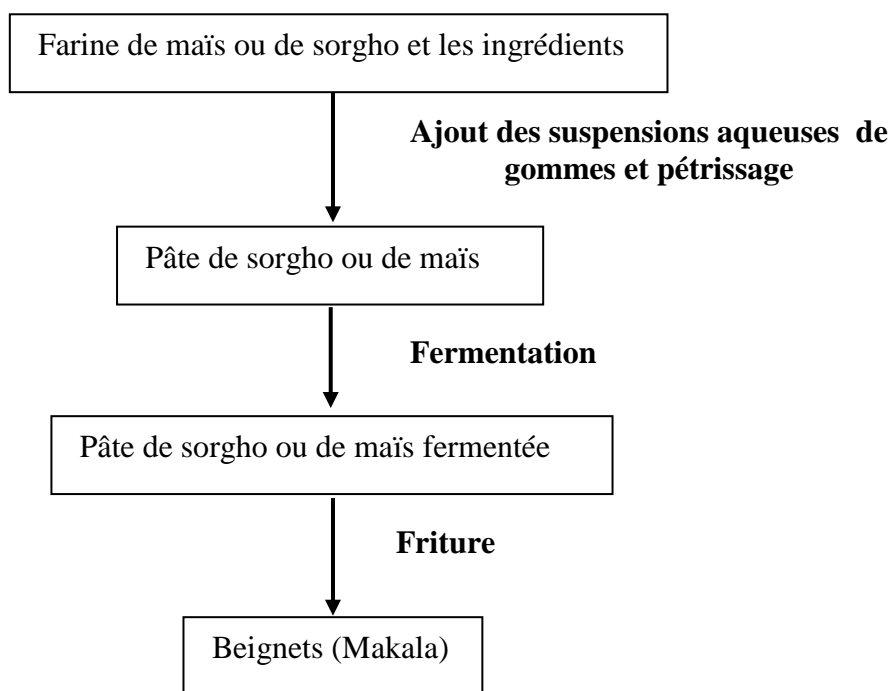 Farine de maïs ou de sorgho et les ingrédients
Ajout des suspensions aqueuses de
gommes et pétrissage
Pâte de sorgho ou de maïs
Fermentation
Pâte de sorgho ou de maïs fermentée
Friture
Beignets (Makala)